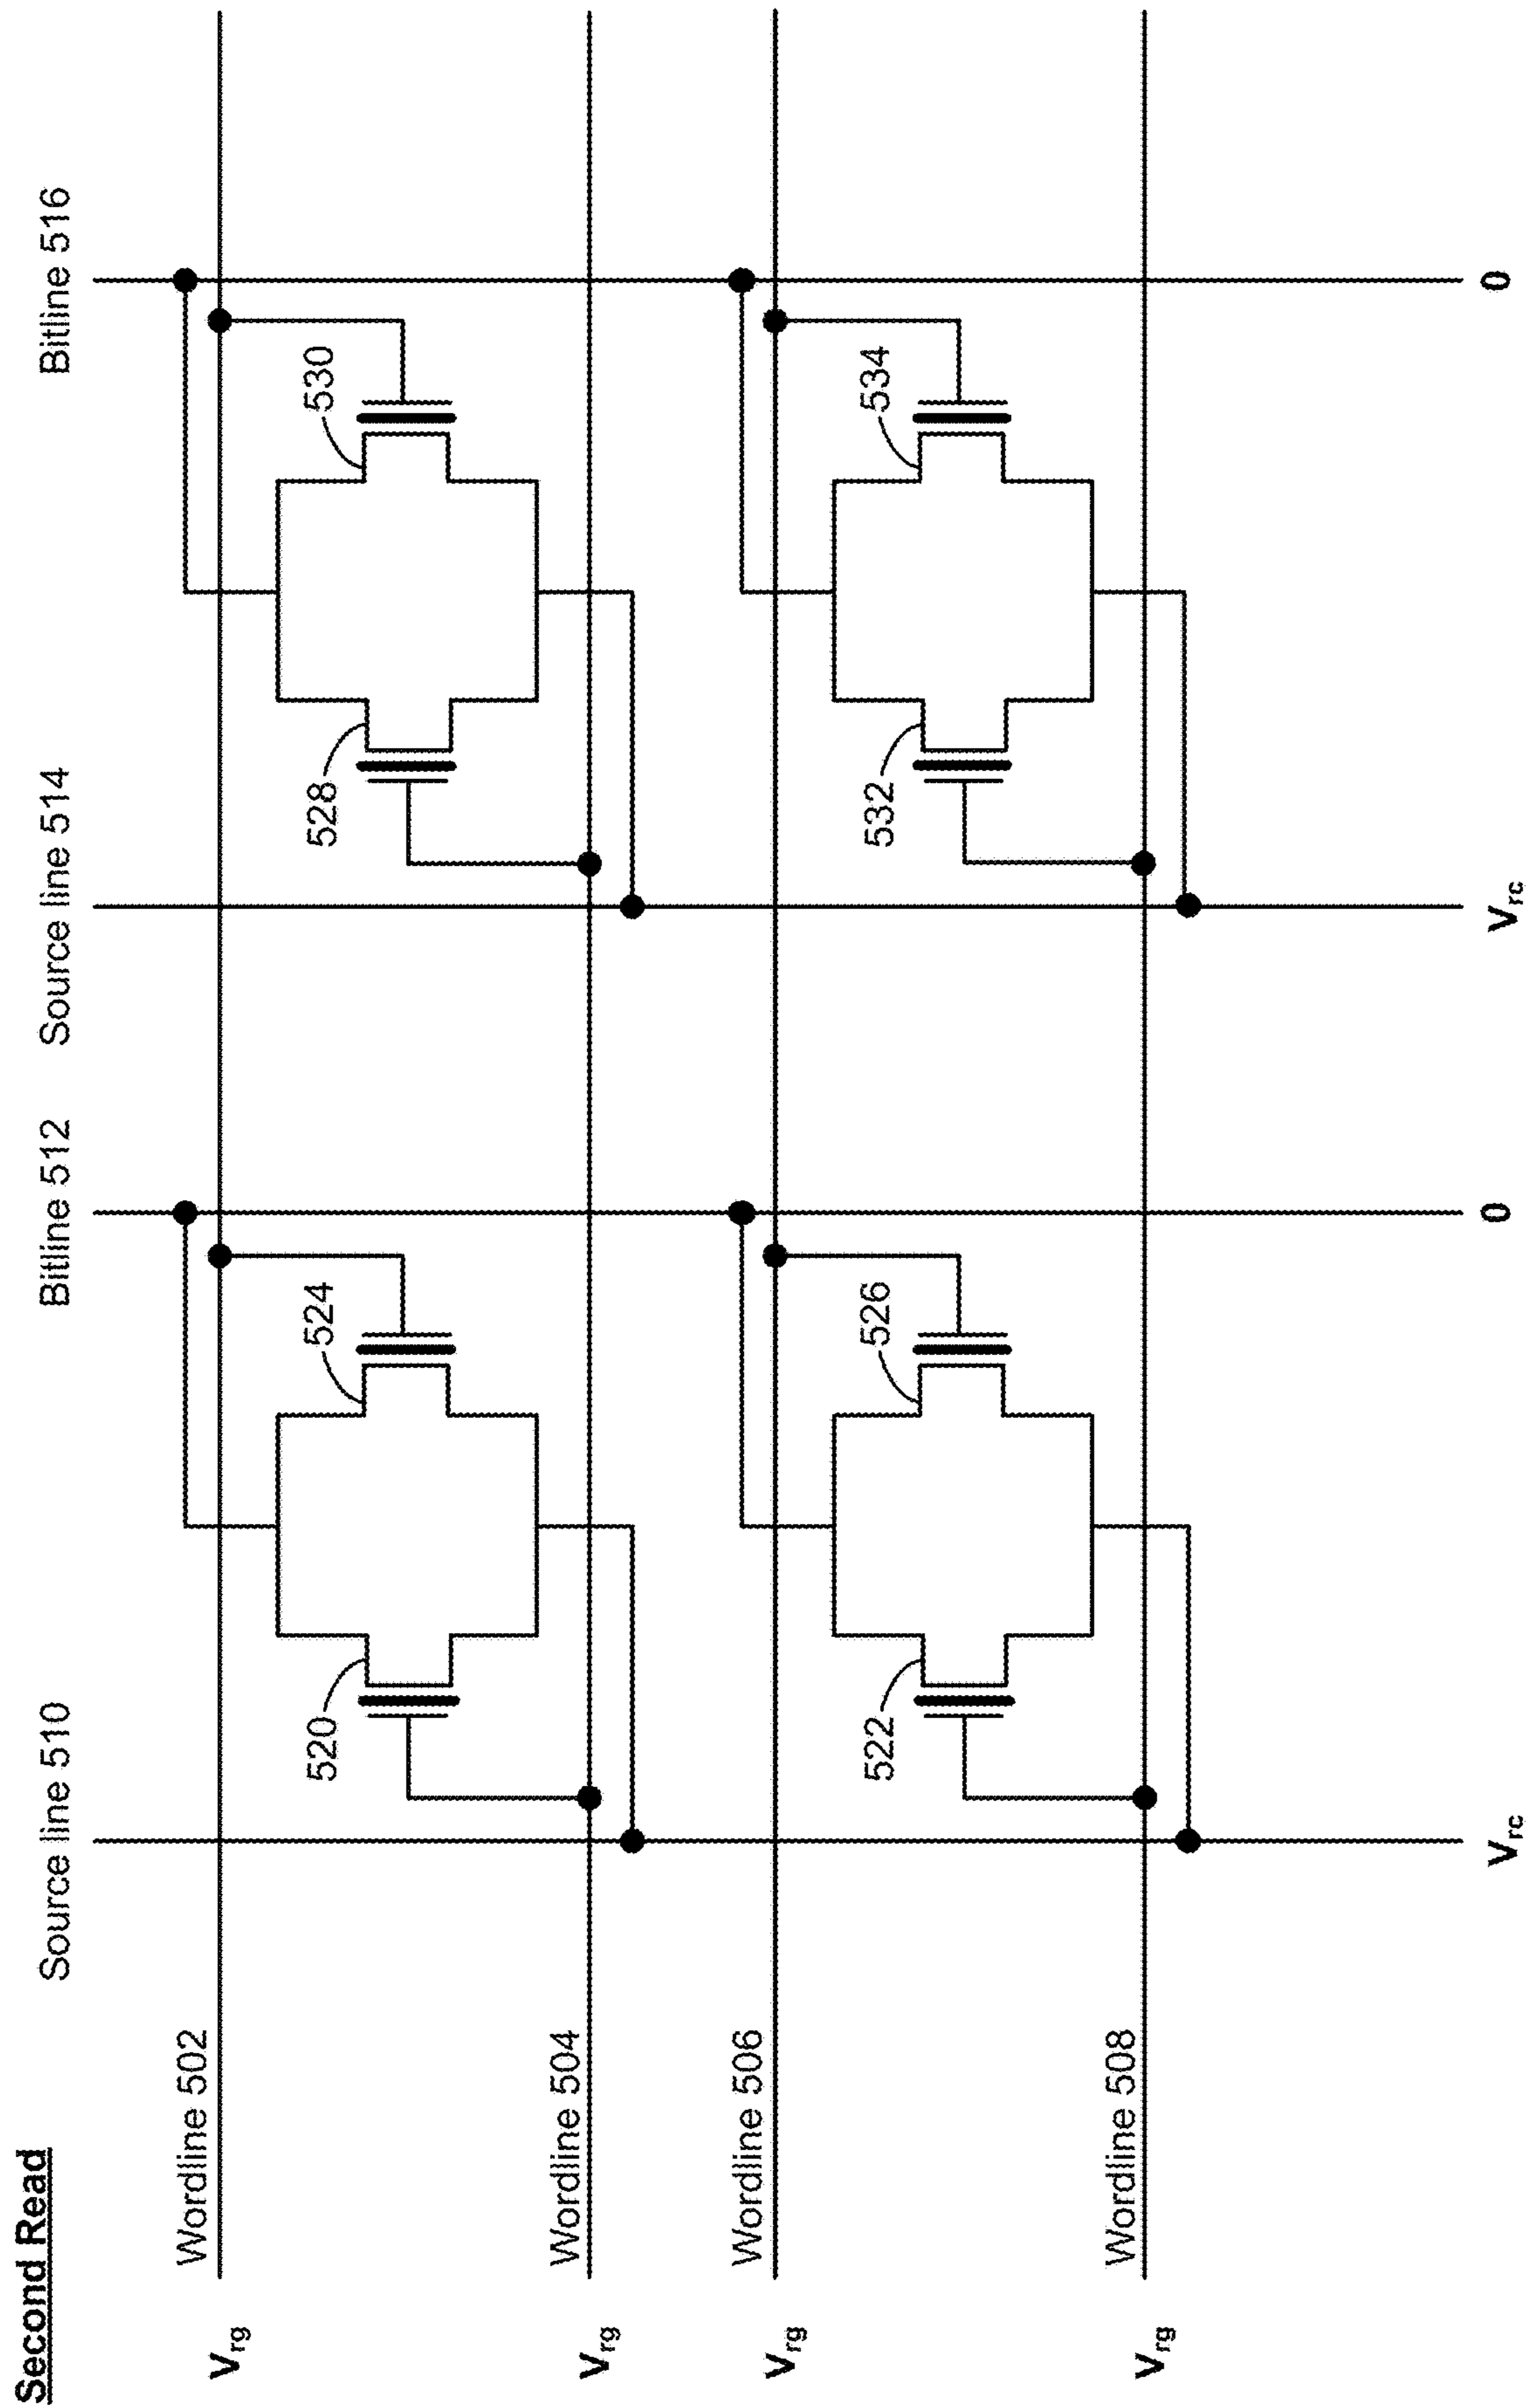 Second Read
Source line 510
Bitline 512
Source line 514
Bitline 516
Wordline 502
Vrg
520
524
528
530
Wordline 504
Vrg
Wordline 506
Vrg
522
526
532
534
Wordline 508
Vrg
Vrc
0
Vrc
0